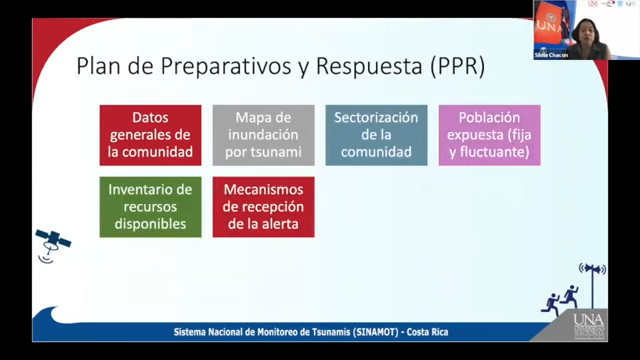 UNA
Silvia Chacon
Plan de Preparativos y Respuesta (PPR)
Datos
generales de
la comunidad
Mapa de
inundación
por tsunami
Sectorización
de la
comunidad
Población
expuesta (fija
y fluctuante)
Inventario de
recursos
disponibles
Mecanismos
de recepción
de la alerta
Sistema Nacional de Monitoreo de Tsunamis (SINAMOT) - Costa Rica
UNA